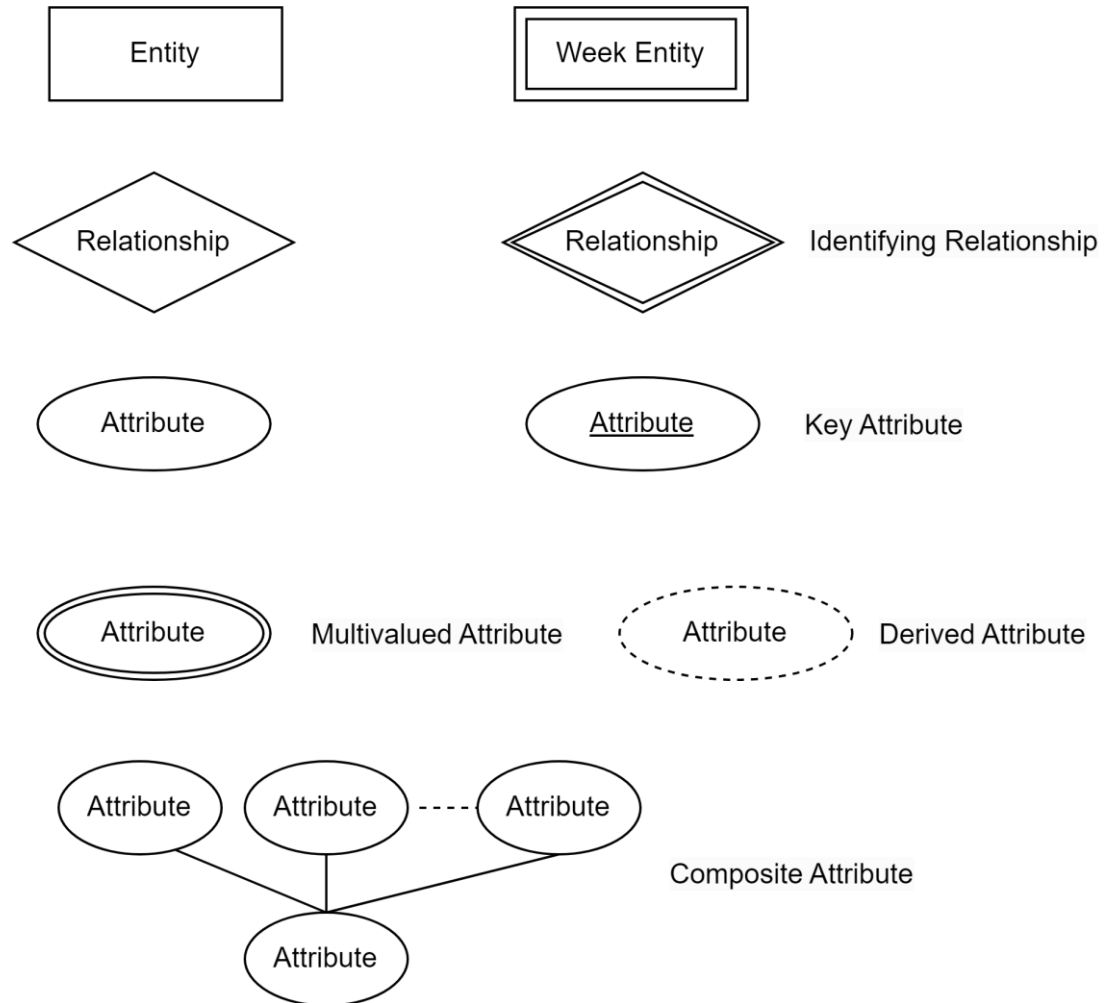 Entity
Week Entity
Relationship
Relationship
Identifying Relationship
Attribute
Attribute
Key Attribute
Attribute
Multivalued Attribute
Attribute
Derived Attribute
Attribute
Attribute
Attribute
Composite Attribute
Attribute